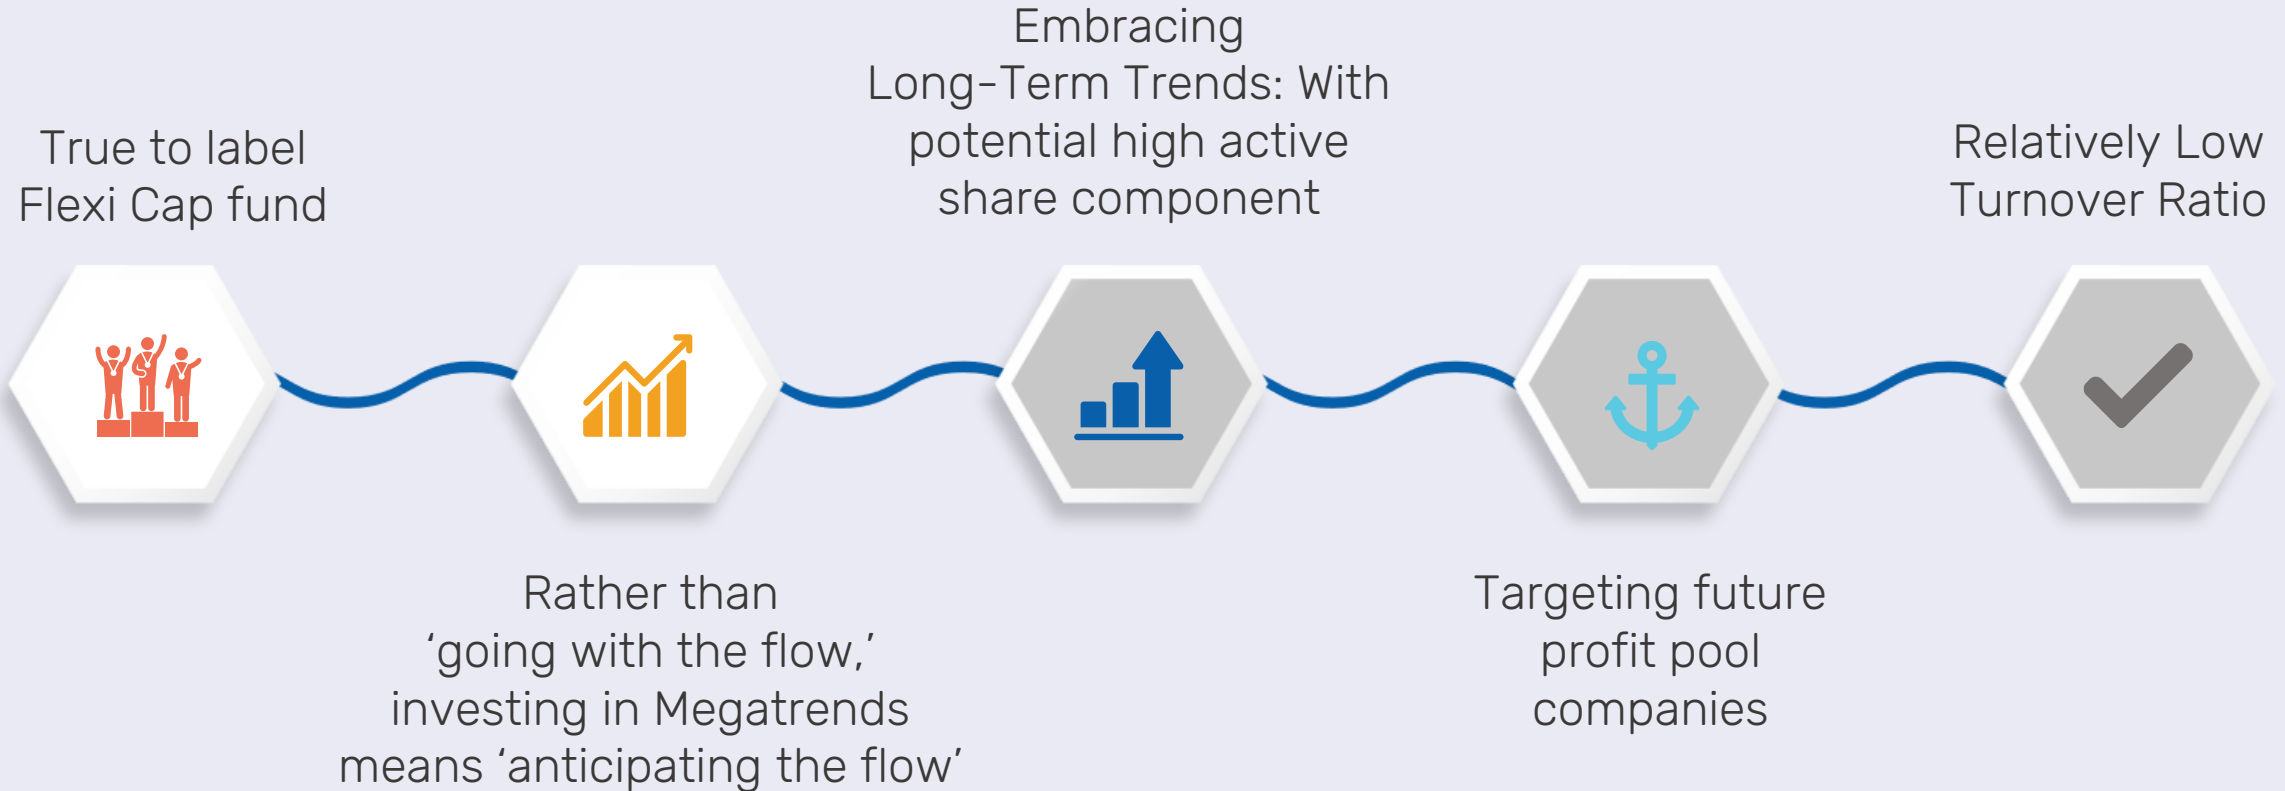 True to label
Flexi Cap fund
Rather than
‘going with the flow,’
investing in Megatrends
means ‘anticipating the flow’
Embracing
Long-Term Trends: With
potential high active
share component
Targeting future
profit pool
companies
Relatively Low
Turnover Ratio